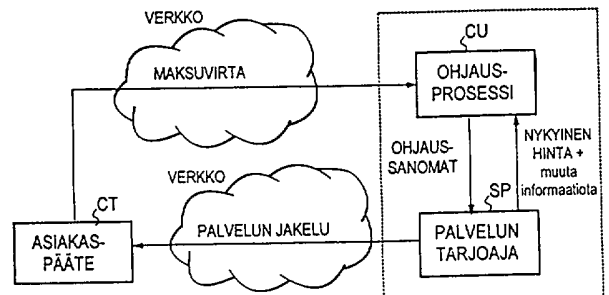 VERKKO
MAKSUVIRTA
CU
OHJAUS-
PROSESSI
OHJAUS-
SANOMAT
NYKYINEN
HINTA +
muuta
informaatiota
VERKKO
CT
ASIAKAS-
PÄÄTE
PALVELUN JAKELU
SP
PALVELUN
TARJOAJA